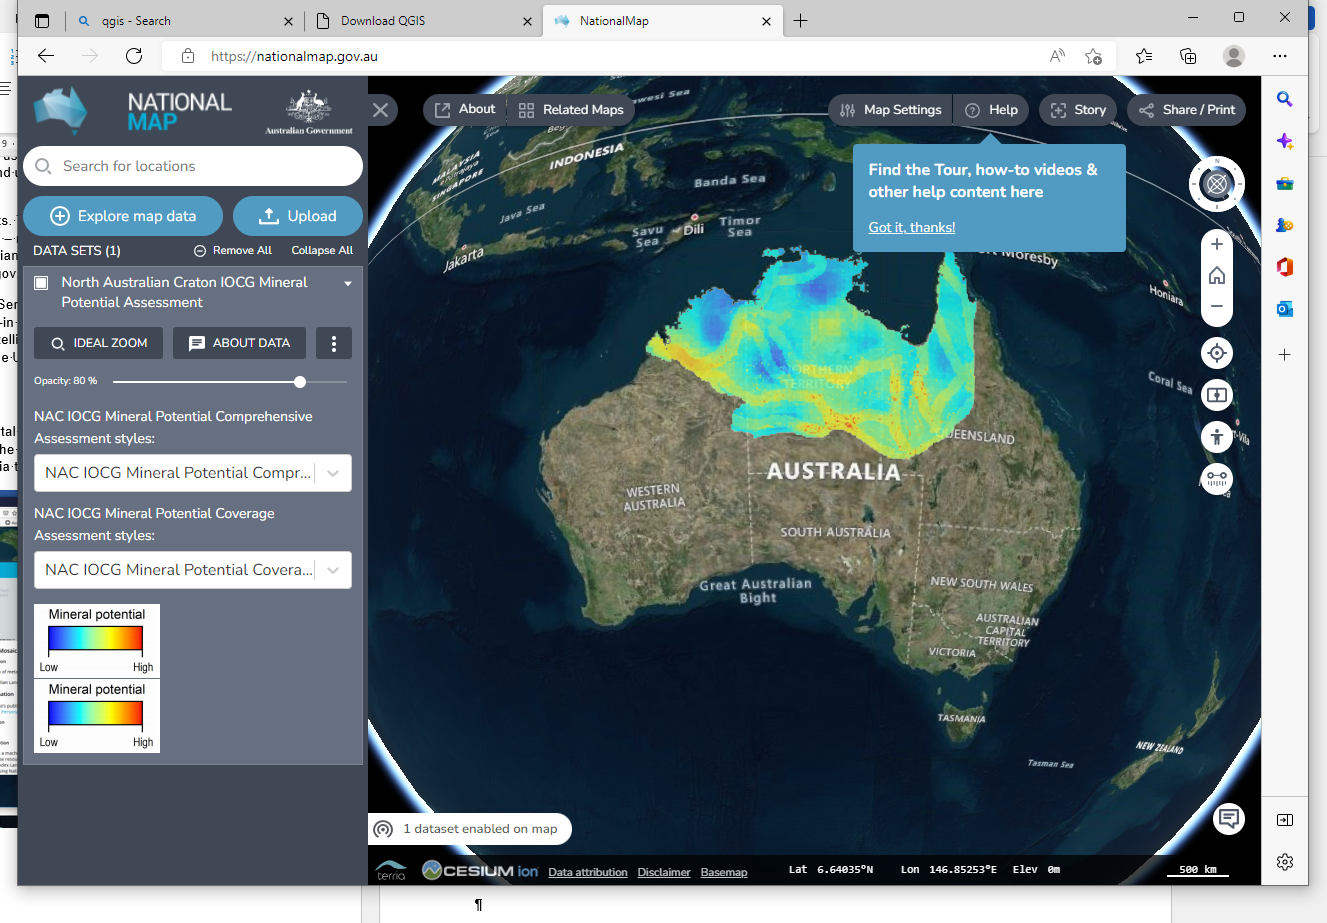 qgis - Search
Download QGIS
NationalMap
https://nationalmap.gov.au
NATIONAL
MAP
Australian Government
About
Related Maps
Map Settings
Help
Story
Share / Print
Search for locations
Explore map data
Upload
DATA SETS (1)
Remove All
Collapse All
North Australian Craton IOCG Mineral
Potential Assessment
IDEAL ZOOM
ABOUT DATA
Opacity: 80 %
NAC IOCG Mineral Potential Comprehensive
Assessment styles:
NAC IOCG Mineral Potential Compr...
NAC IOCG Mineral Potential Coverage
Assessment styles:
NAC IOCG Mineral Potential Covera...
Mineral potential
Low High
Mineral potential
Low High
Find the Tour, how-to videos &
other help content here
Got it, thanks!
MALAYSIA
SINGAPORE
INDONESIA
Banda Sea
Java Sea
Jakarta
Savu
Sea
Dili
Timor
Sea
Moresby
Honiara
Coral Sea
NORTHERN
TERRITORY
QUEENSLAND
AUSTRALIA
WESTERN
AUSTRALIA
SOUTH AUSTRALIA
Great Australian
Bight
NEW SOUTH WALES
AUSTRALIAN
CAPITAL
TERRITORY
VICTORIA
TASMANIA
NEW ZEALAND
Tasman Sea
1 dataset enabled on map
terria
CESIUM ion
Data attribution
Disclaimer
Basemap
Lat 6.64035°N
Lon 146.85253°E
Elev 0m
500 km
¶